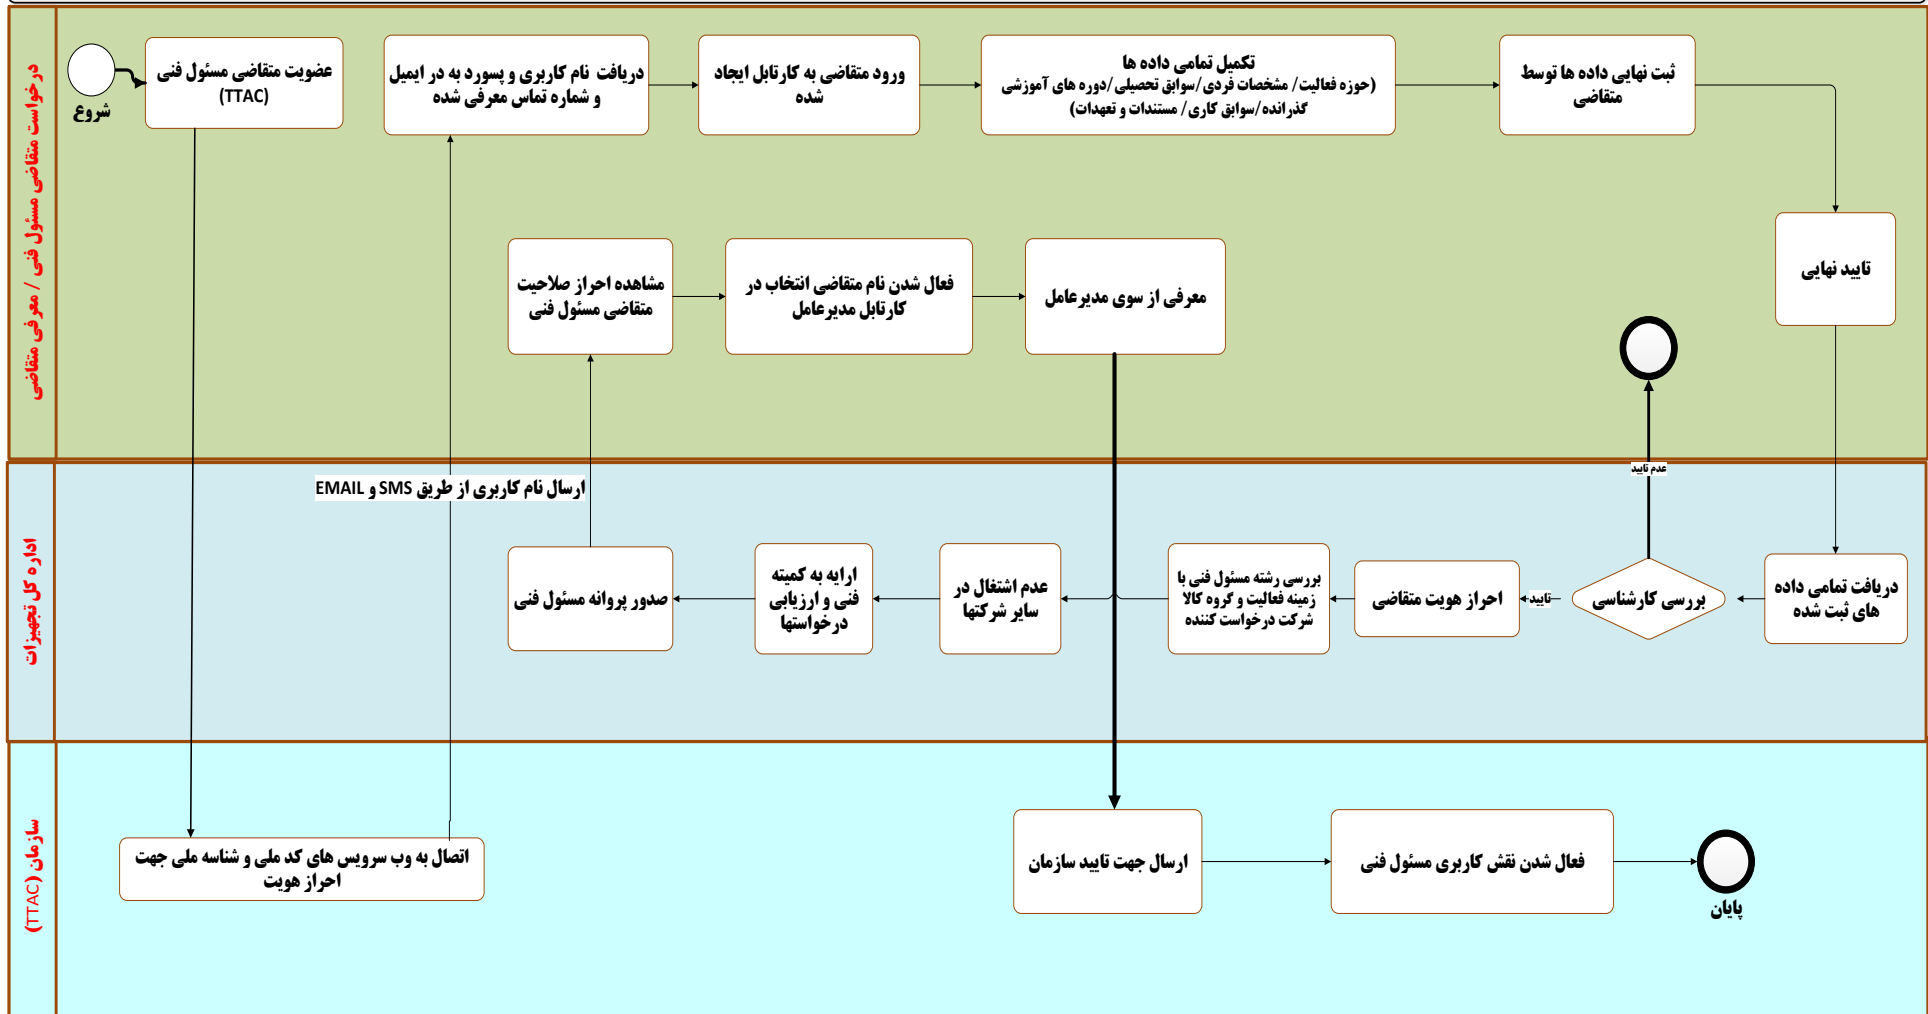 درخواست متقاضی مسئول فنی / معرفی متقاضی
شروع
عضویت متقاضی مسئول فنی
(TTAC)
دریافت نام کاربری و پسورد به در ایمیل
و شماره تماس معرفی شده
ورود متقاضی به کارتابل ایجاد
شده
تکمیل تمامی داده ها
(حوزه فعالیت/ مشخصات فردی/سوابق تحصیلی/دوره های آموزشی
گذرانده/سوابق کاری/ مستندات و تعهدات)
ثبت نهایی داده ها توسط
متقاضی
تایید نهایی
مشاهده احراز صلاحیت
متقاضی مسئول فنی
فعال شدن نام متقاضی انتخاب در
کارتابل مدیرعامل
معرفی از سوی مدیرعامل
عدم تایید
ارسال نام کاربری از طریق SMS و EMAIL
اداره کل تجهیزات
دریافت تمامی داده
های ثبت شده
بررسی کارشناسی
تایید
احراز هویت متقاضی
بررسی رشته مسئول فنی با
زمینه فعالیت و گروه کالا
شرکت درخواست کننده
عدم اشتغال در
سایر شرکتها
ارایه به کمیته
فنی و ارزیابی
درخواستها
صدور پروانه مسئول فنی
سازمان (TTAC)
اتصال به وب سرویس های کد ملی و شناسه ملی جهت
احراز هویت
ارسال جهت تایید سازمان
فعال شدن نقش کاربری مسئول فنی
پایان